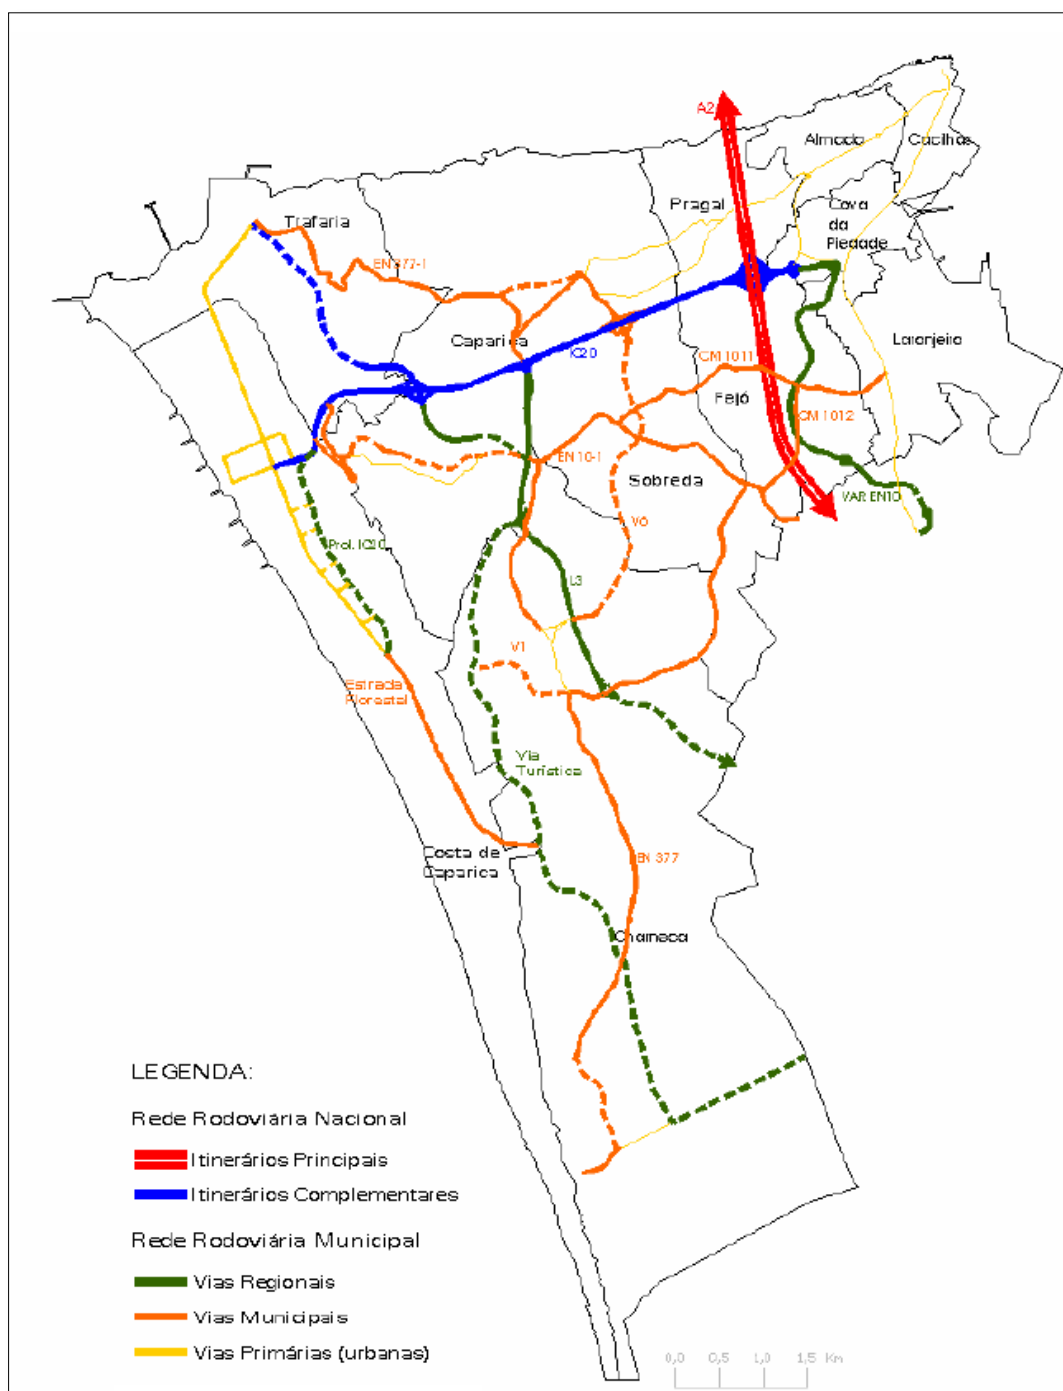 A2
Almada
Cacilhas
Pragal
Cova
da
Piedade
Trafaria
EN 377-1
Caparica
IC20
CM 1011
Laranjeiro
Feijó
CM 1012
EN 10-1
Sobreda
VAR EN10
V6
Prol. IC20
L3
V1
Estrada
Florestal
Via
Turística
Costa de
Caparica
EN 377
Charneca
LEGENDA:
Rede Rodoviária Nacional
Itinerários Principais
Itinerários Complementares
Rede Rodoviária Municipal
Vias Regionais
Vias Municipais
Vias Primárias (urbanas)
0,0 0,5 1,0 1,5 Km